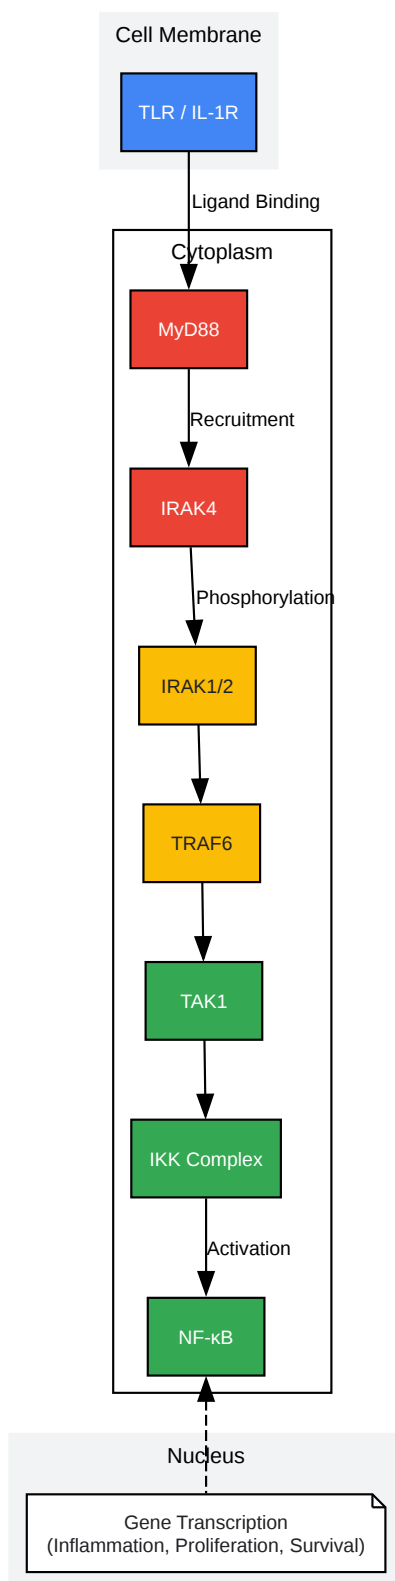 Cell Membrane
TLR / IL-1R
Ligand Binding
Cytoplasm
MyD88
Recruitment
IRAK4
Phosphorylation
IRAK1/2
TRAF6
TAK1
IKK Complex
Activation
NF-κB
Nucleus
Gene Transcription
(Inflammation, Proliferation, Survival)